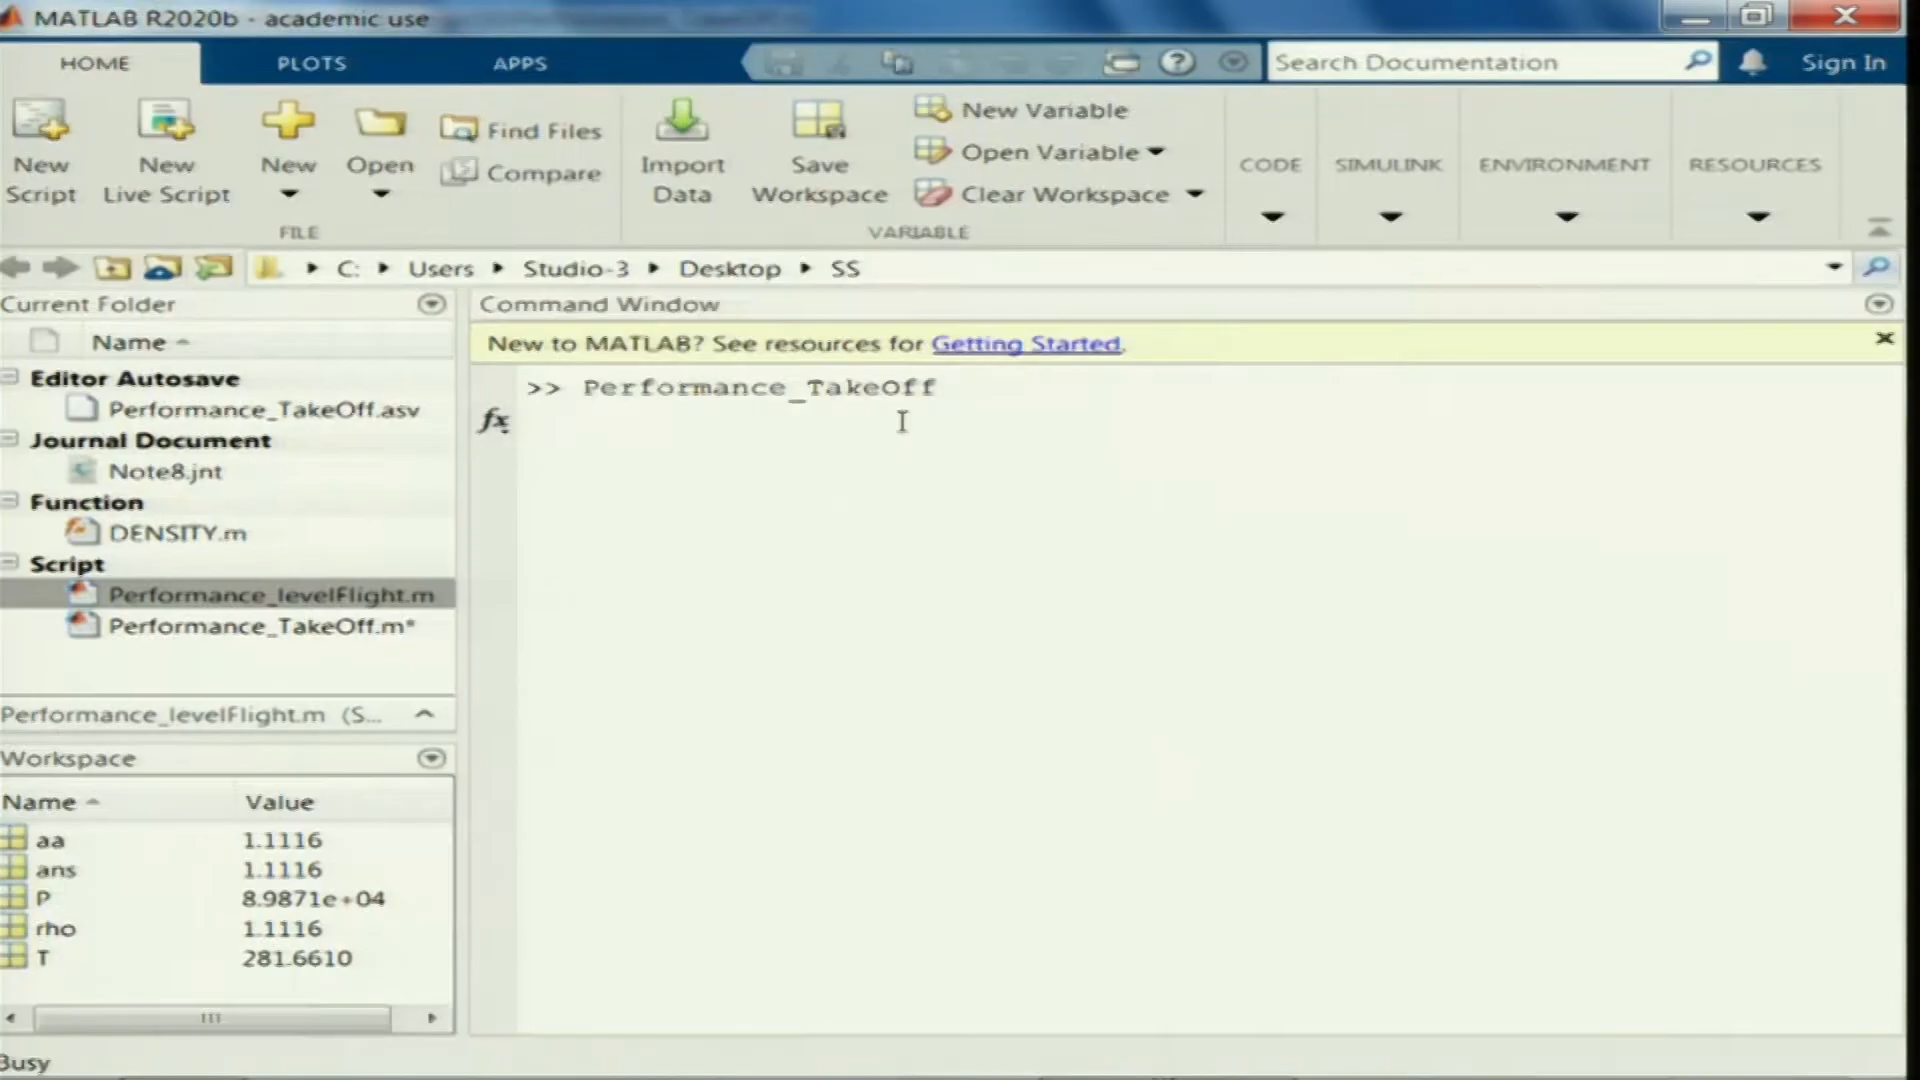 MATLAB R2020b - academic use
HOME
PLOTS
APPS
Search Documentation
Sign In
New Script
New Live Script
New
Open
Find Files
Compare
FILE
Import Data
Save Workspace
New Variable
Open Variable
Clear Workspace
VARIABLE
CODE
SIMULINK
ENVIRONMENT
RESOURCES
C:
Users
Studio-3
Desktop
SS
Current Folder
Name
Editor Autosave
Performance_TakeOff.asv
Journal Document
Note8.jnt
Function
DENSITY.m
Script
Performance_levelFlight.m
Performance_TakeOff.m*
Performance_levelFlight.m (S...
Workspace
Name Value
aa 1.1116
ans 1.1116
P 8.9871e+04
rho 1.1116
T 281.6610
Busy
Command Window
New to MATLAB? See resources for Getting Started.
>> Performance_TakeOff
fx